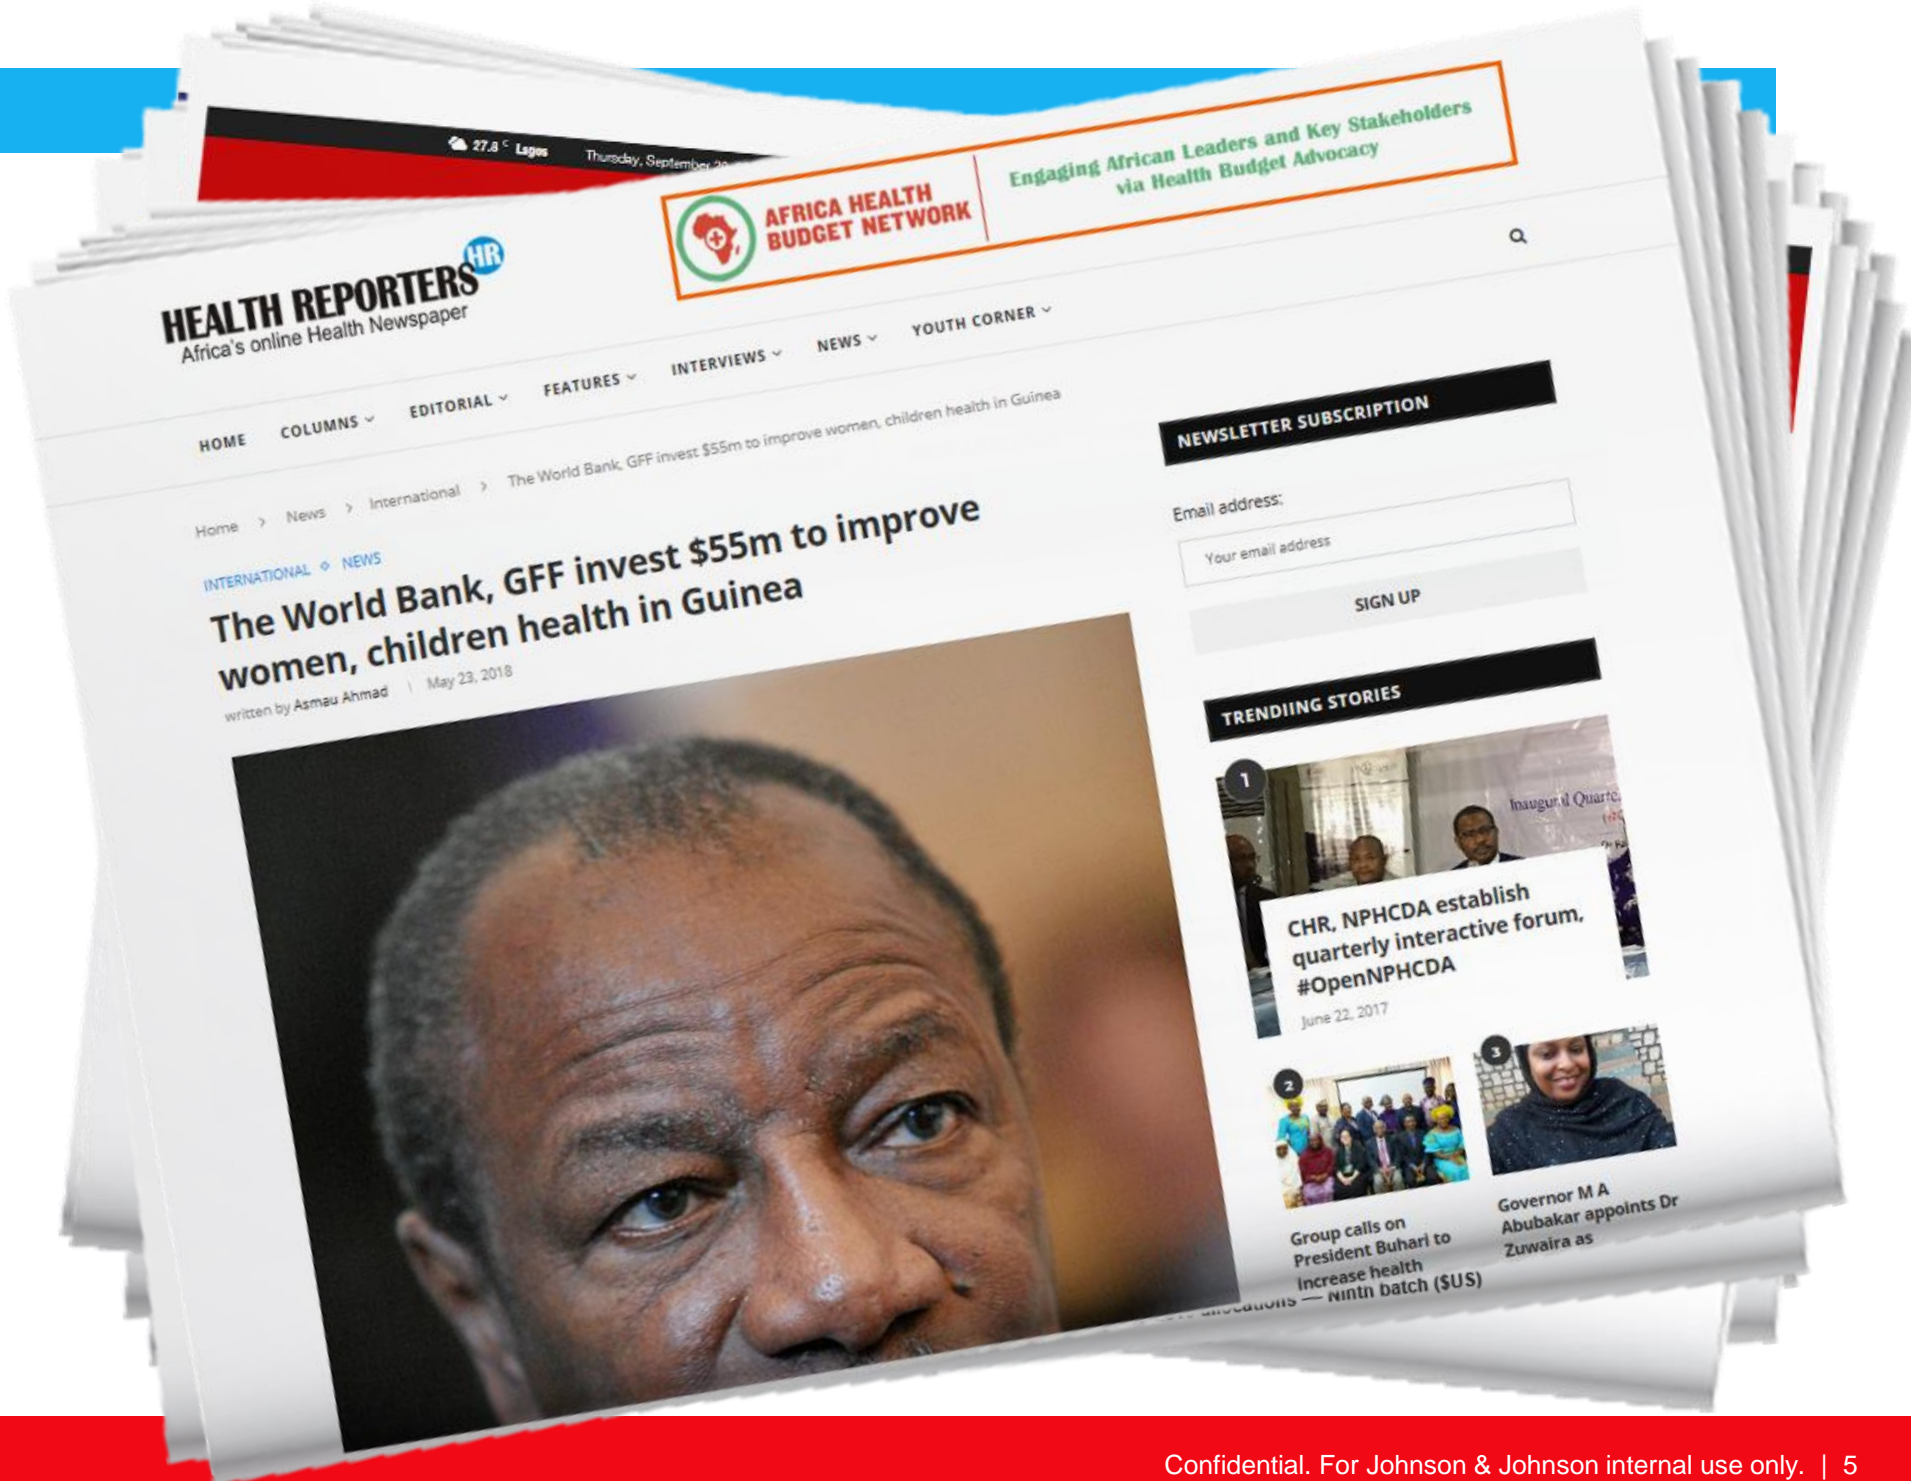 27.8 C Lagos Thursday, September
AFRICA HEALTH
BUDGET NETWORK
Engaging African Leaders and Key Stakeholders
via Health Budget Advocacy
HEALTH REPORTERS HR
Africa's online Health Newspaper
HOME COLUMNS EDITORIAL FEATURES INTERVIEWS NEWS YOUTH CORNER
Home > News > International > The World Bank, GFF invest $55m to improve women, children health in Guinea
INTERNATIONAL ◇ NEWS
The World Bank, GFF invest $55m to improve
women, children health in Guinea
written by Asmau Ahmad | May 23, 2018
NEWSLETTER SUBSCRIPTION
Email address:
Your email address
SIGN UP
TRENDIING STORIES
1
Inaugural Quarte
CHR, NPHCDA establish
quarterly interactive forum,
#OpenNPHCDA
June 22, 2017
2
Group calls on
President Buhari to
increase health
3
Governor M A
Abubakar appoints Dr
Zuwaira as
— Ninth batch ($US)
Confidential. For Johnson & Johnson internal use only. | 5